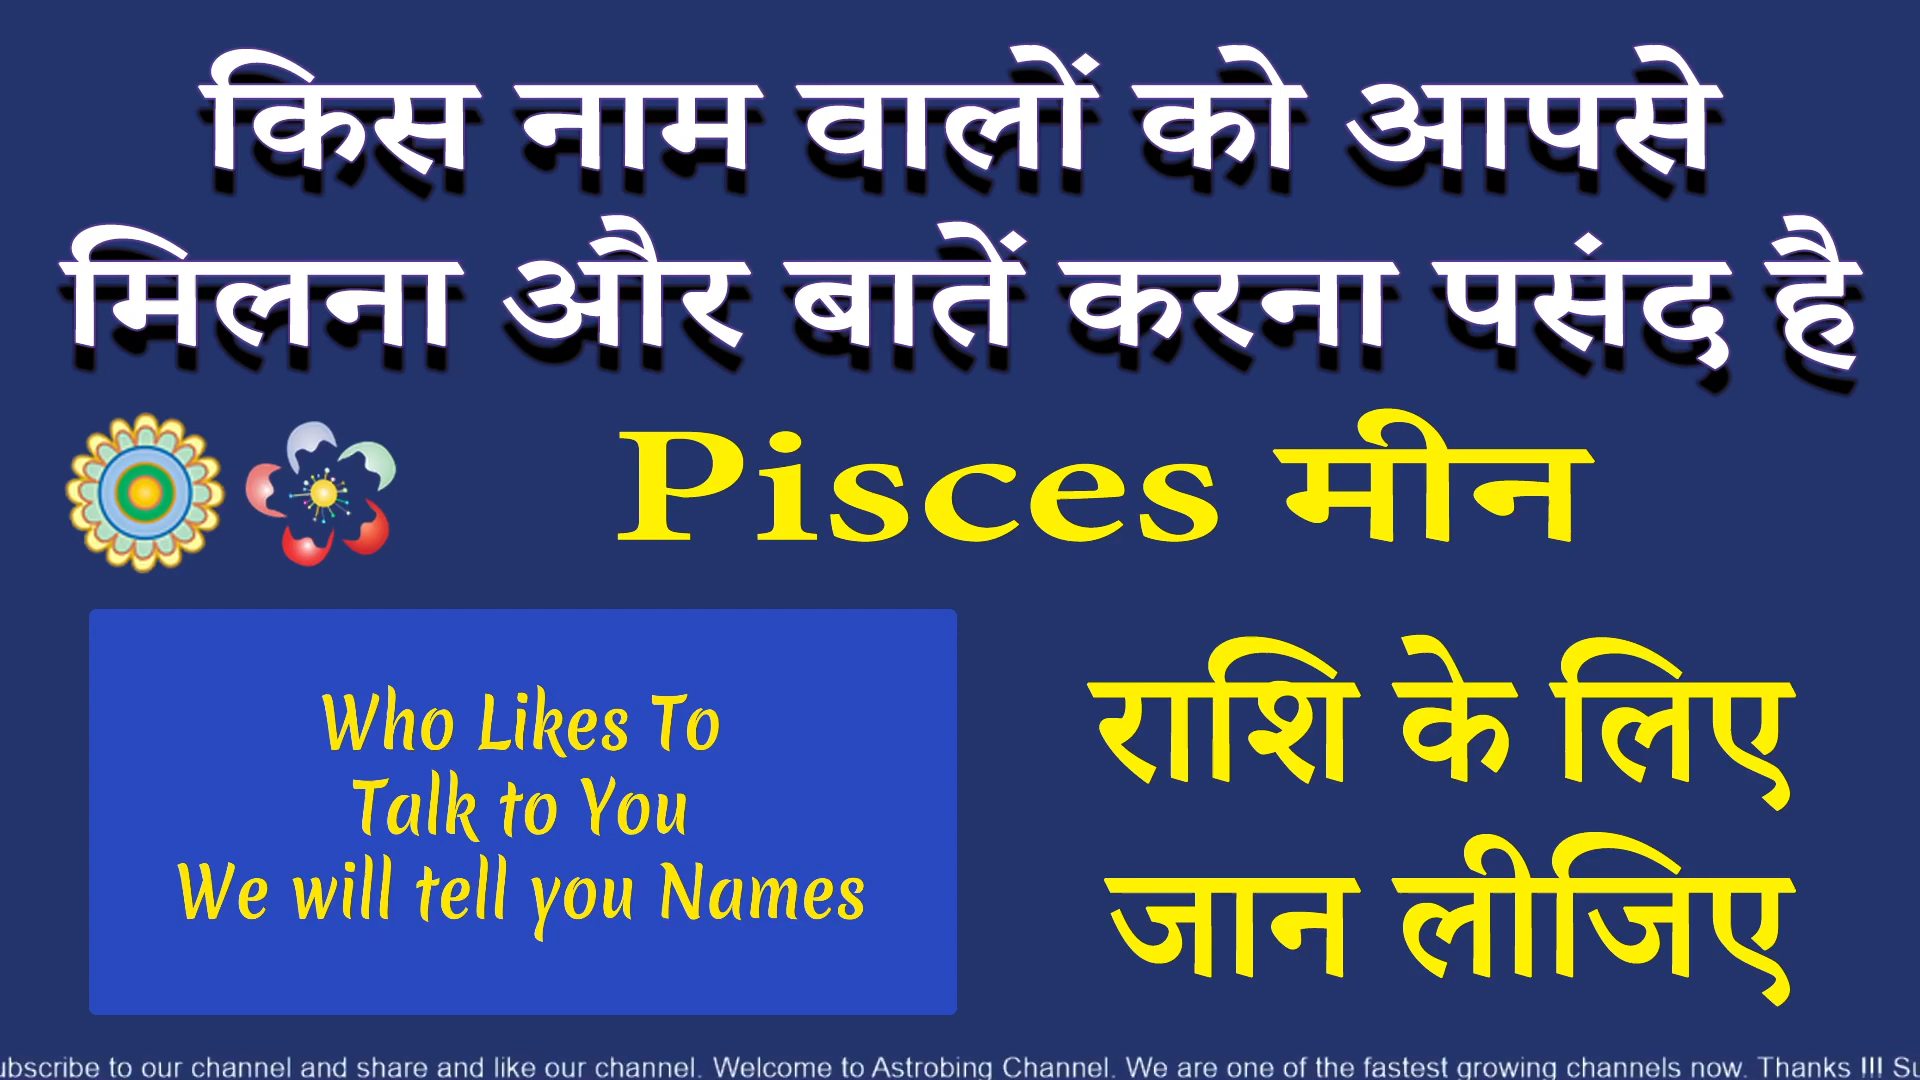 किस नाम वालों को आपसे
मिलना और बातें करना पसंद है
Pisces मीन
Who Likes To
Talk to You
We will tell you Names
राशि के लिए
जान लीजिए
ubscribe to our channel and share and like our channel. Welcome to Astrobing Channel. We are one of the fastest growing channels now. Thanks !!! Su